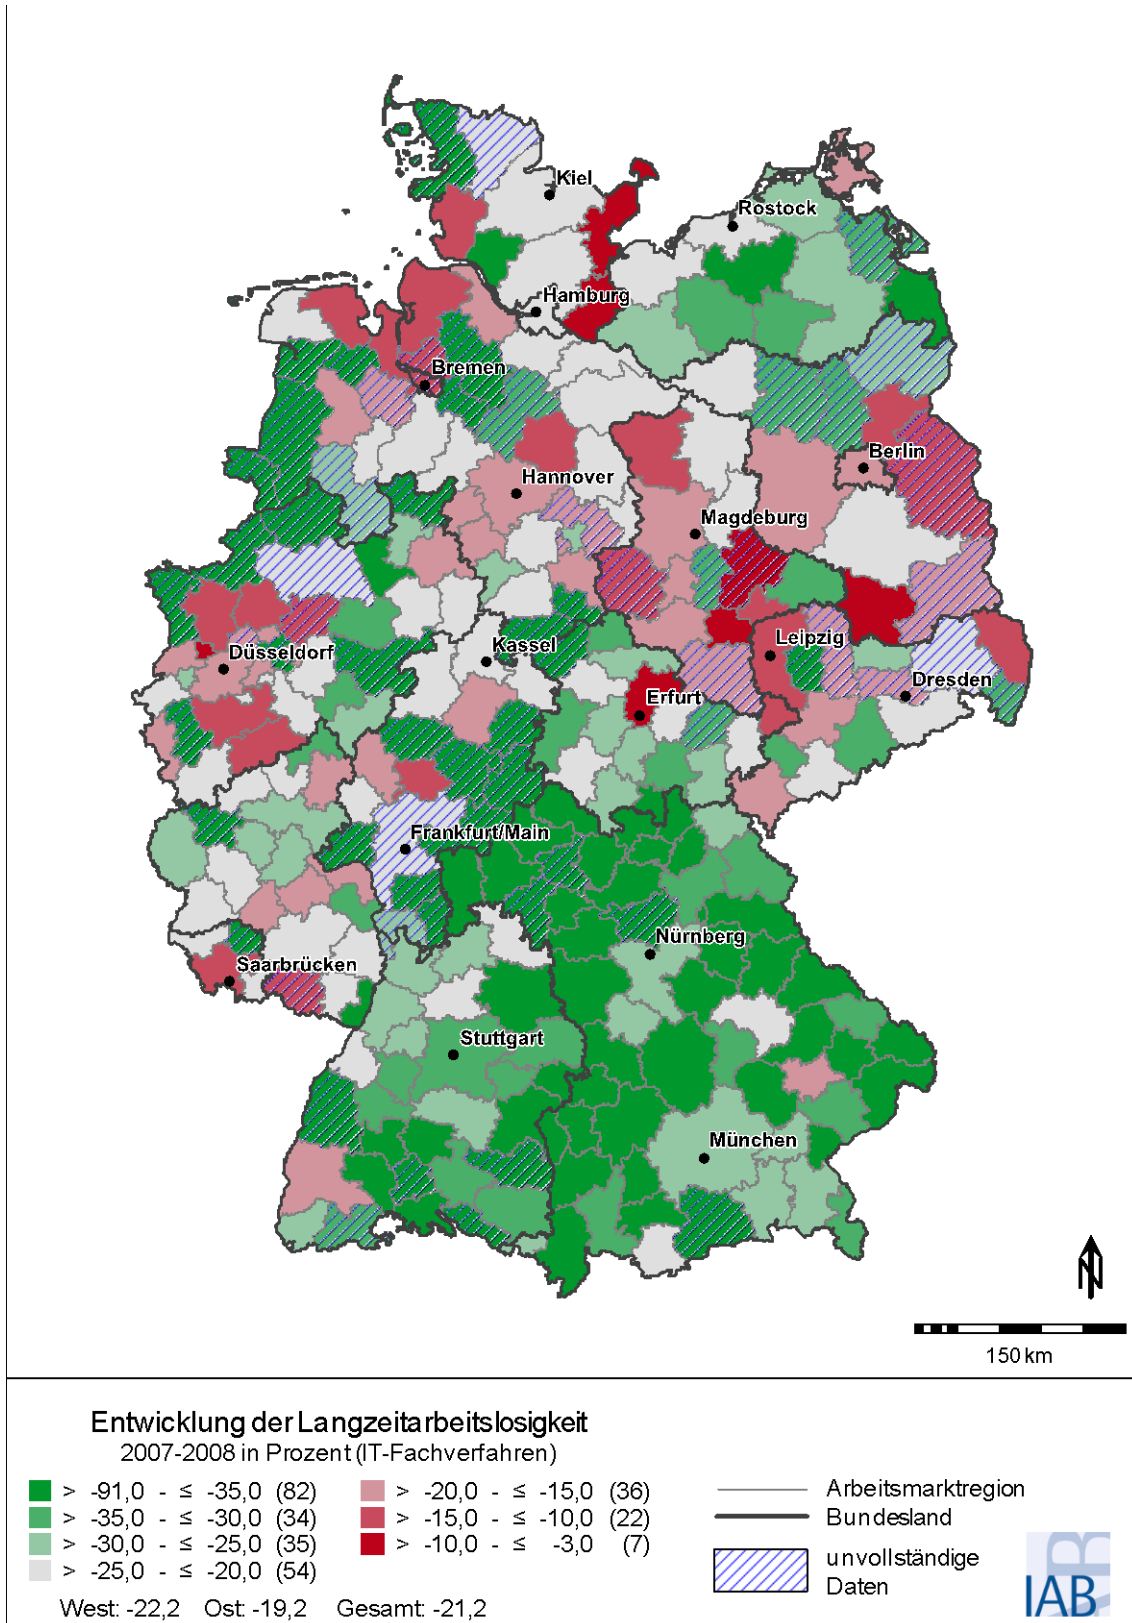 Kiel
Rostock
Hamburg
Bremen
Berlin
Hannover
Magdeburg
Leipzig
Düsseldorf
Kassel
Dresden
Erfurt
Frankfurt/Main
Nürnberg
Saarbrücken
Stuttgart
München
N
150 km
Entwicklung der Langzeitarbeitslosigkeit
2007-2008 in Prozent (IT-Fachverfahren)
> -91,0 - ≤ -35,0 (82)
> -35,0 - ≤ -30,0 (34)
> -30,0 - ≤ -25,0 (35)
> -25,0 - ≤ -20,0 (54)
> -20,0 - ≤ -15,0 (36)
> -15,0 - ≤ -10,0 (22)
> -10,0 - ≤ -3,0 (7)
West: -22,2 Ost: -19,2 Gesamt: -21,2
Arbeitsmarktregion
Bundesland
unvollständige
Daten
IAB